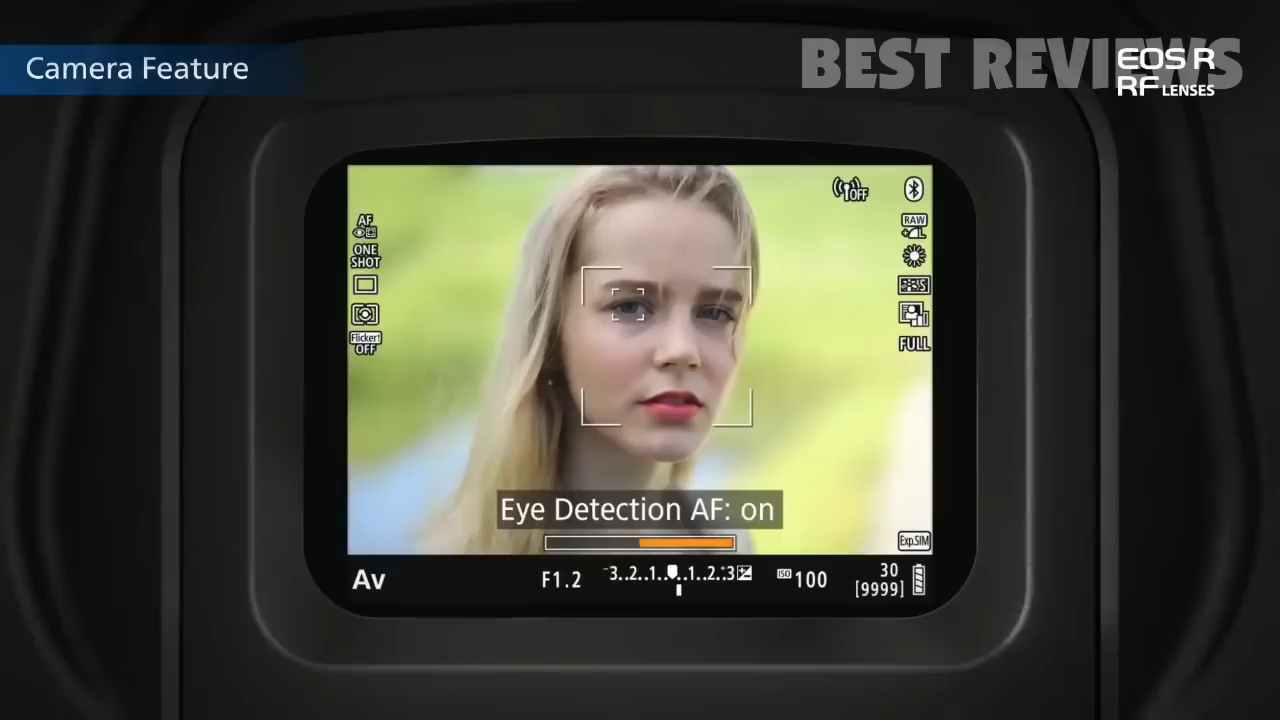 Camera Feature
BEST REVIEWS
EOS R
RF LENSES
OFF
AF
ONE
SHOT
Flicker!
OFF
RAW
+L
S
FULL
Eye Detection AF: on
Exp.SIM
Av
F1.2
-3..2..1..0..1..2..+3
ISO 100
30
[9999]